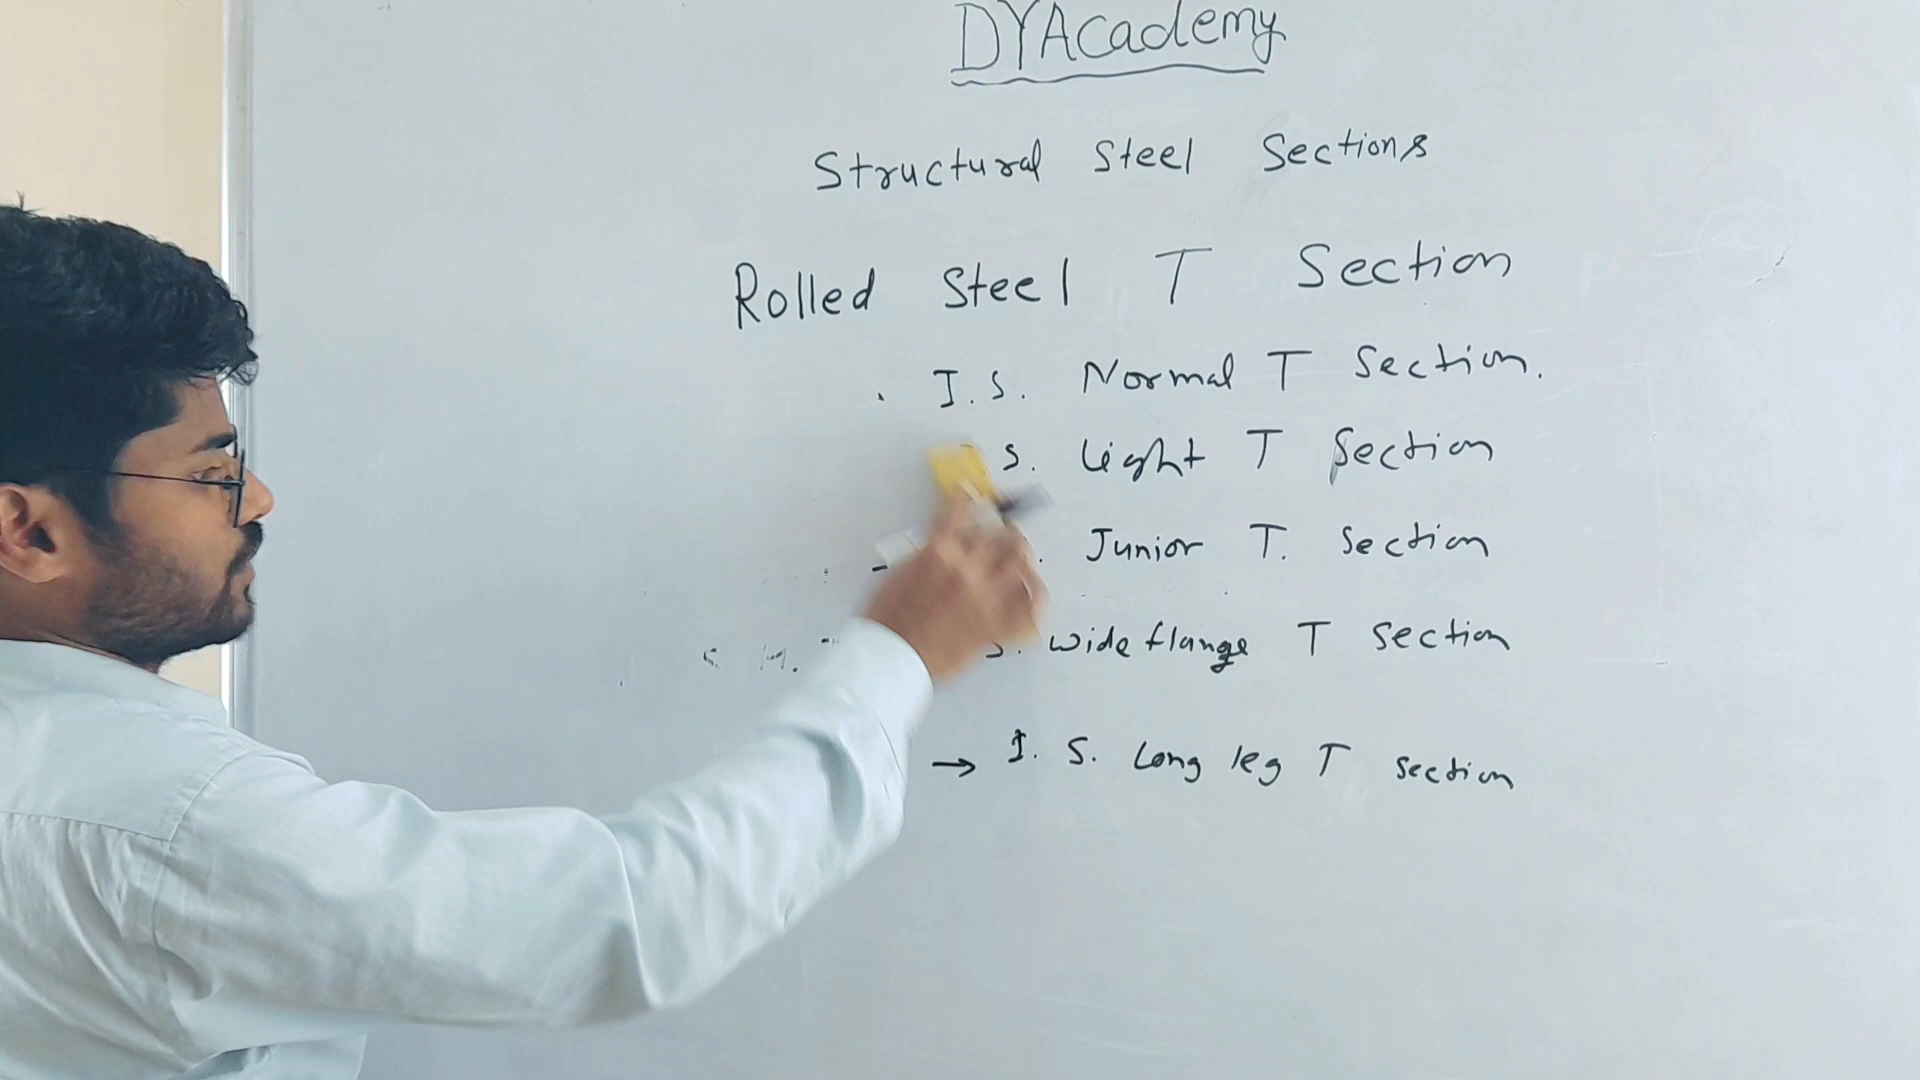 DYAcademy
Structural Steel Sections
Rolled Steel T Section
I.S. Normal T Section.
S. Light T Section
Junior T. Section
S. wide flange T Section
→ I. S. Long leg T section